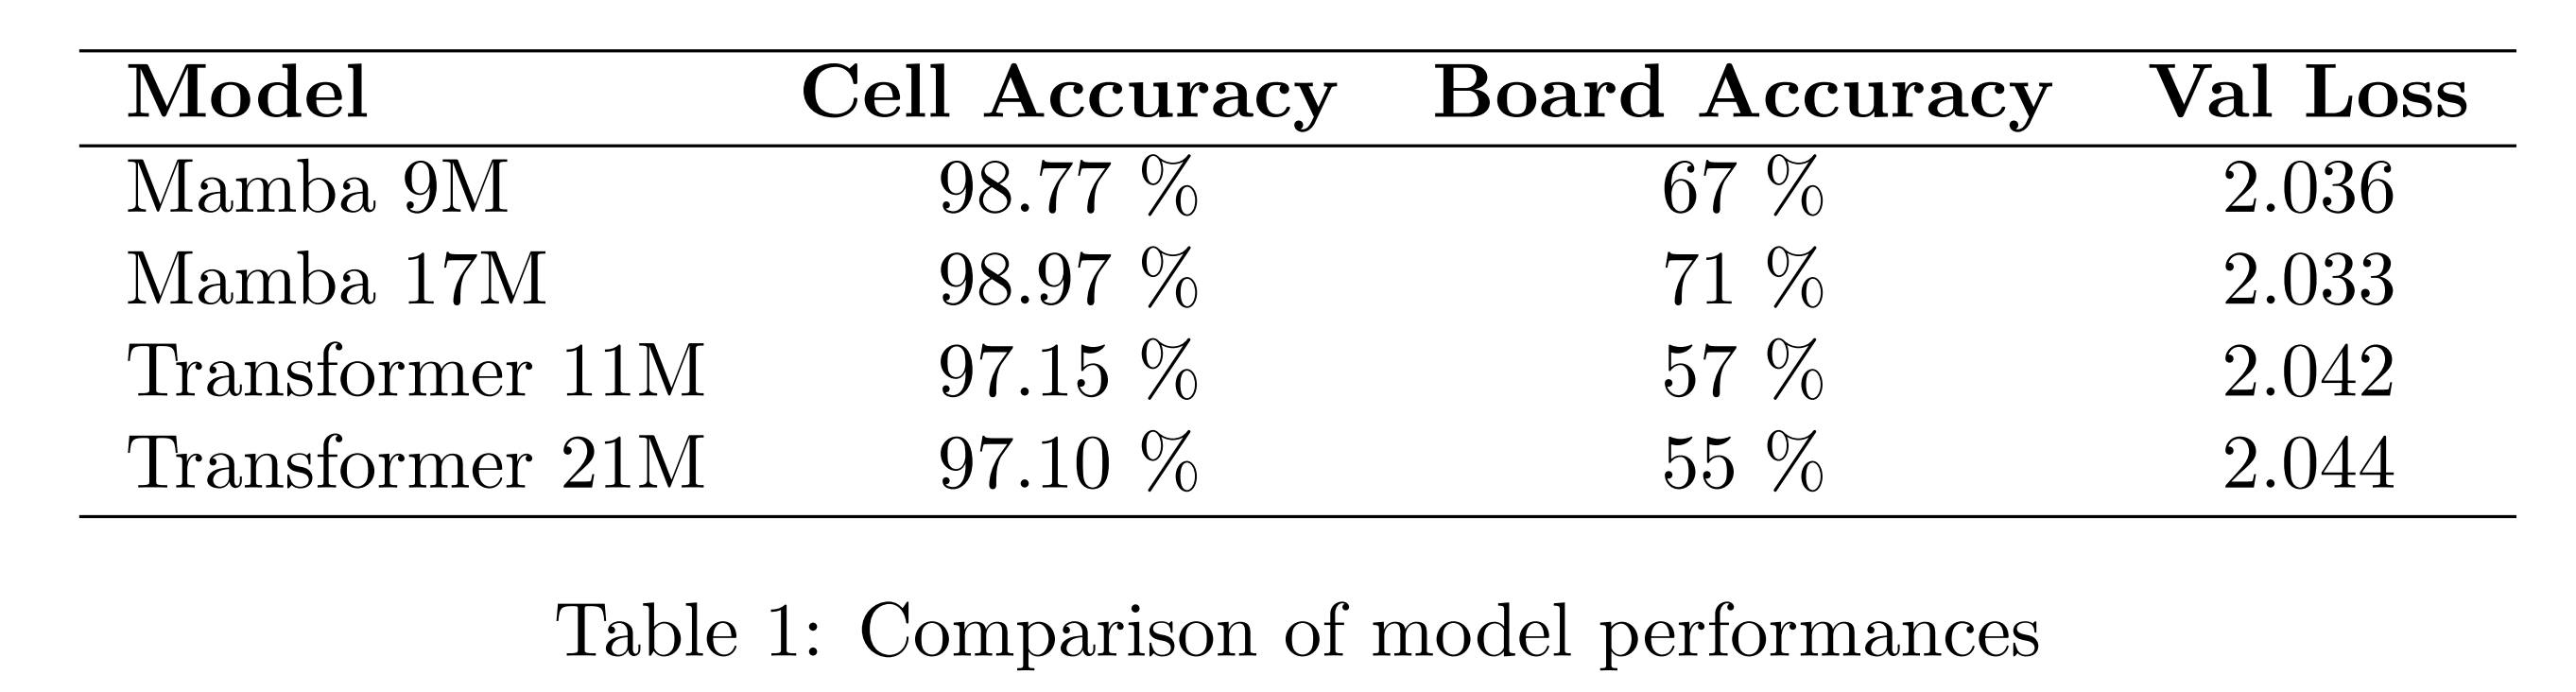 Model Cell Accuracy Board Accuracy Val Loss
Mamba 9M 98.77 % 67 % 2.036
Mamba 17M 98.97 % 71 % 2.033
Transformer 11M 97.15 % 57 % 2.042
Transformer 21M 97.10 % 55 % 2.044
Table 1: Comparison of model performances